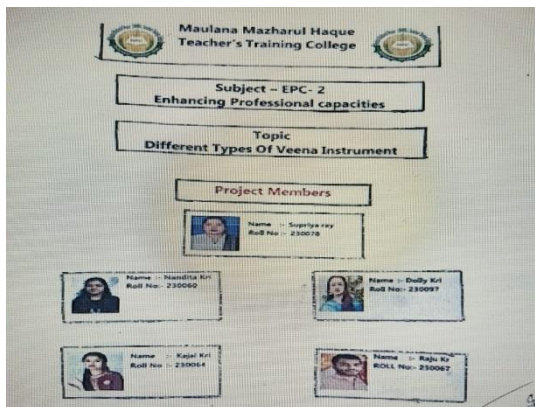 Maulana Mazharul Haque
Teacher's Training College
Subject – EPC- 2
Enhancing Professional capacities
Topic
Different Types Of Veena Instrument
Project Members
Name :- Supriya ray
Roll No :- 230078
Name :- Nandita Kri
Roll No:- 230060
Name :- Dolly Kri
Roll No:- 230097
Name :- Kajal Kri
Roll No :- 230064
Name :- Raju Kr
ROLL No:- 230067